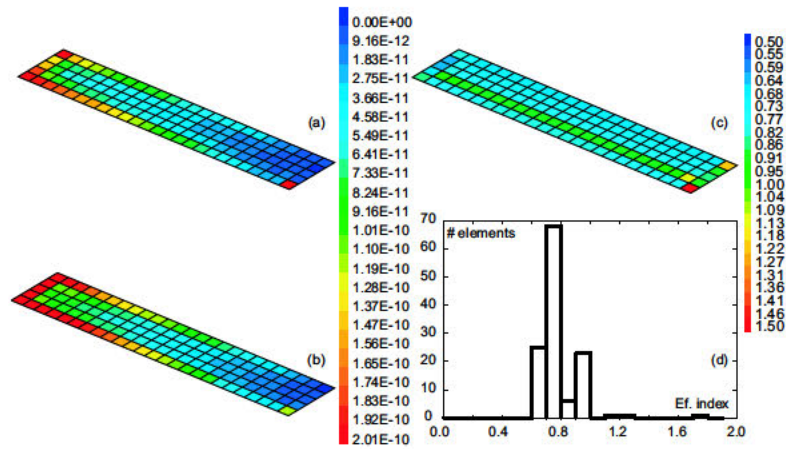 (a)
0.00E+00
9.16E-12
1.83E-11
2.75E-11
3.66E-11
4.58E-11
5.49E-11
6.41E-11
7.33E-11
8.24E-11
9.16E-11
1.01E-10
1.10E-10
1.19E-10
1.28E-10
1.37E-10
1.47E-10
1.56E-10
1.65E-10
1.74E-10
1.83E-10
1.92E-10
2.01E-10
(b)
(c)
0.50
0.55
0.59
0.64
0.68
0.73
0.77
0.82
0.86
0.91
0.95
1.00
1.04
1.09
1.13
1.18
1.22
1.27
1.31
1.36
1.41
1.46
1.50
# elements
70
60
50
40
30
20
10
0
(d)
Ef. index
0.0 0.4 0.8 1.2 1.6 2.0